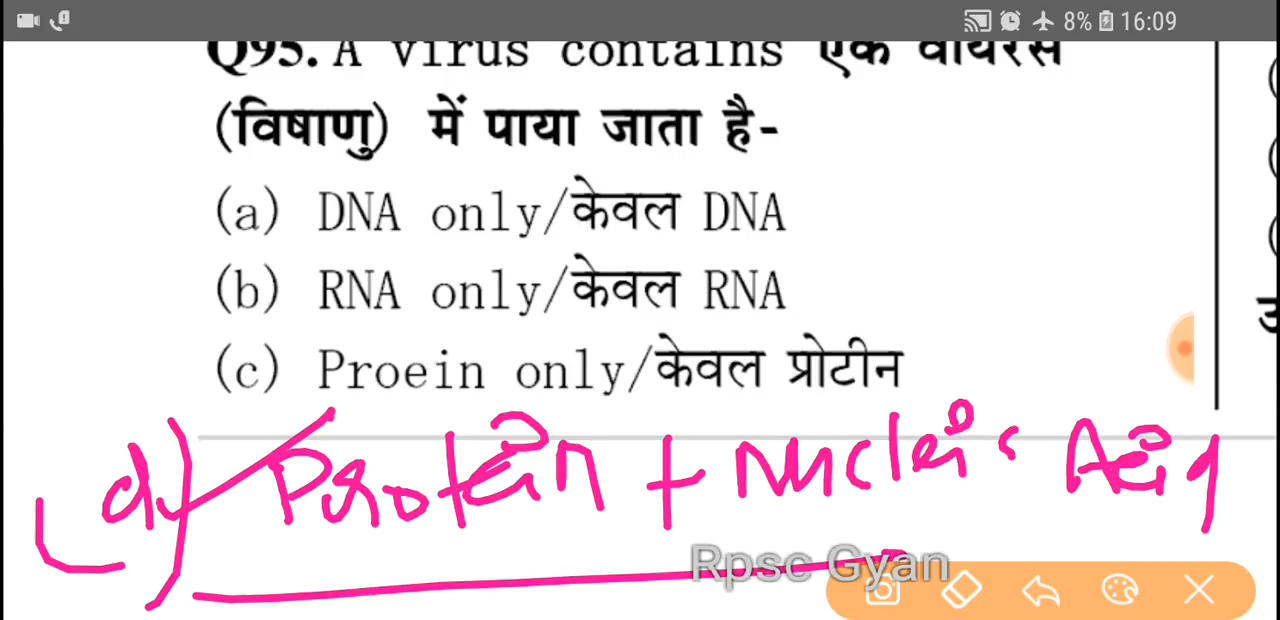 8% 16:09
Q95. A virus contains एक वायरस
(विषाणु) में पाया जाता है-
(a) DNA only/केवल DNA
(b) RNA only/केवल RNA
(c) Proein only/केवल प्रोटीन
(d) Protein + Nucleic Acid
Rpsc Gyan